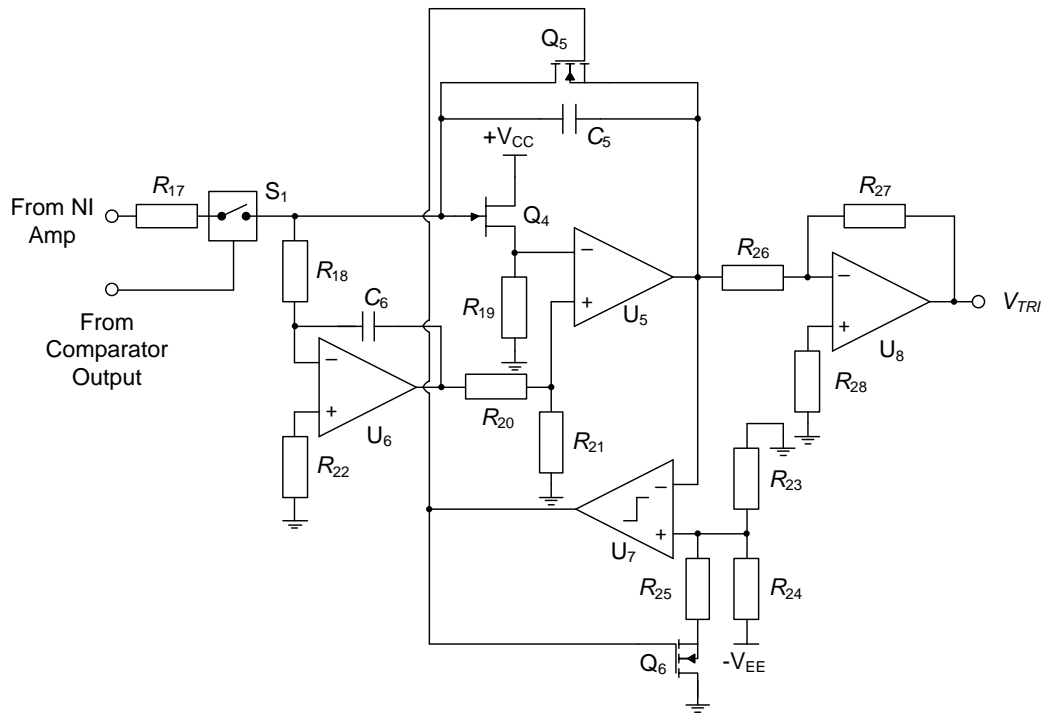 Q5
C5
+VCC
R17
S1
From NI
Amp
Q4
R27
R26
R18
−
+
U5
−
+
U8
VTRI
R19
C6
From
Comparator
Output
−
+
U6
R20
R28
R21
R22
R23
−
+
U7
R25
R24
Q6
-VEE